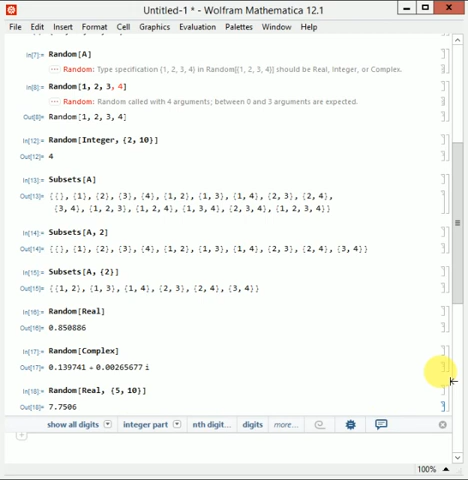 Untitled-1 * - Wolfram Mathematica 12.1
File Edit Insert Format Cell Graphics Evaluation Palettes Window Help
In[7]:= Random[A]
Random: Type specification {1, 2, 3, 4} in Random[{1, 2, 3, 4}] should be Real, Integer, or Complex.
In[8]:= Random[1, 2, 3, 4]
Random: Random called with 4 arguments; between 0 and 3 arguments are expected.
Out[8]= Random[1, 2, 3, 4]
In[12]:= Random[Integer, {2, 10}]
Out[12]= 4
In[13]:= Subsets[A]
Out[13]= {{}, {1}, {2}, {3}, {4}, {1, 2}, {1, 3}, {1, 4}, {2, 3}, {2, 4},
{3, 4}, {1, 2, 3}, {1, 2, 4}, {1, 3, 4}, {2, 3, 4}, {1, 2, 3, 4}}
In[14]:= Subsets[A, 2]
Out[14]= {{}, {1}, {2}, {3}, {4}, {1, 2}, {1, 3}, {1, 4}, {2, 3}, {2, 4}, {3, 4}}
In[15]:= Subsets[A, {2}]
Out[15]= {{1, 2}, {1, 3}, {1, 4}, {2, 3}, {2, 4}, {3, 4}}
In[16]:= Random[Real]
Out[16]= 0.850886
In[17]:= Random[Complex]
Out[17]= 0.139741 + 0.00265677 i
In[18]:= Random[Real, {5, 10}]
Out[18]= 7.7506
show all digits integer part nth digit... digits more...
100%